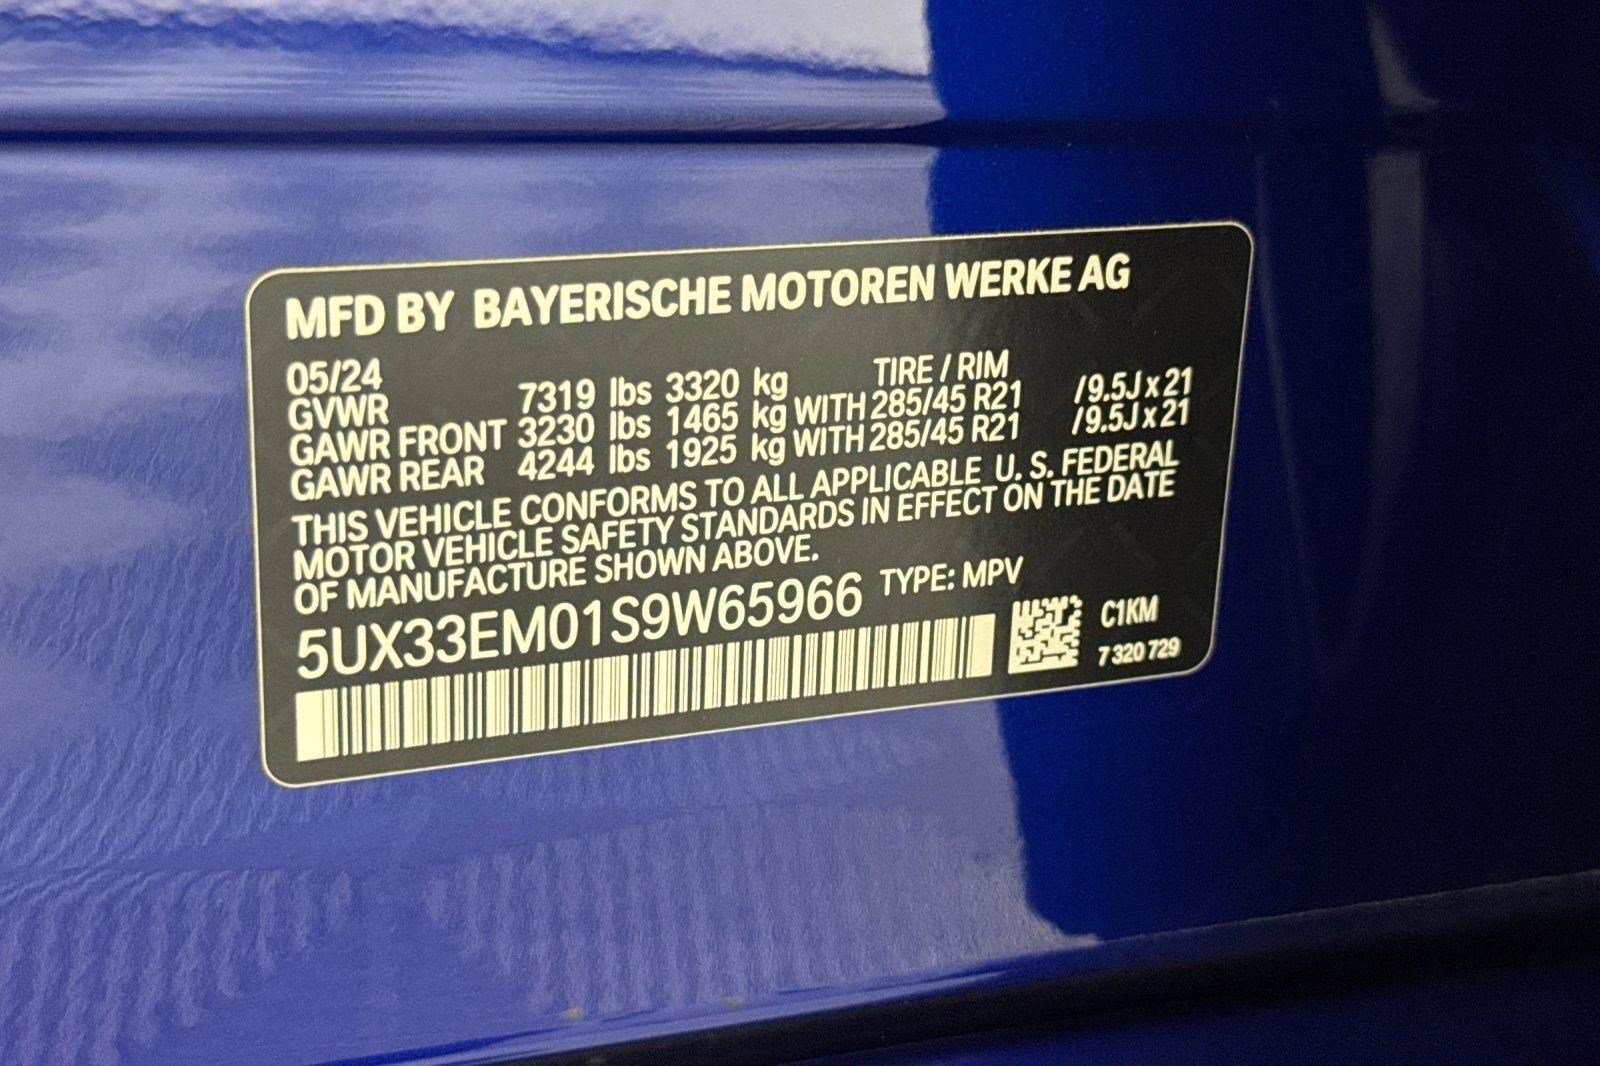 MFD BY BAYERISCHE MOTOREN WERKE AG
05/24 TIRE / RIM
GVWR 7319 lbs 3320 kg
GAWR FRONT 3230 lbs 1465 kg WITH 285/45 R21 /9.5J x 21
GAWR REAR 4244 lbs 1925 kg WITH 285/45 R21 /9.5J x 21
THIS VEHICLE CONFORMS TO ALL APPLICABLE U. S. FEDERAL
MOTOR VEHICLE SAFETY STANDARDS IN EFFECT ON THE DATE
OF MANUFACTURE SHOWN ABOVE.
5UX33EM01S9W65966 TYPE: MPV
C1KM
7 320 729